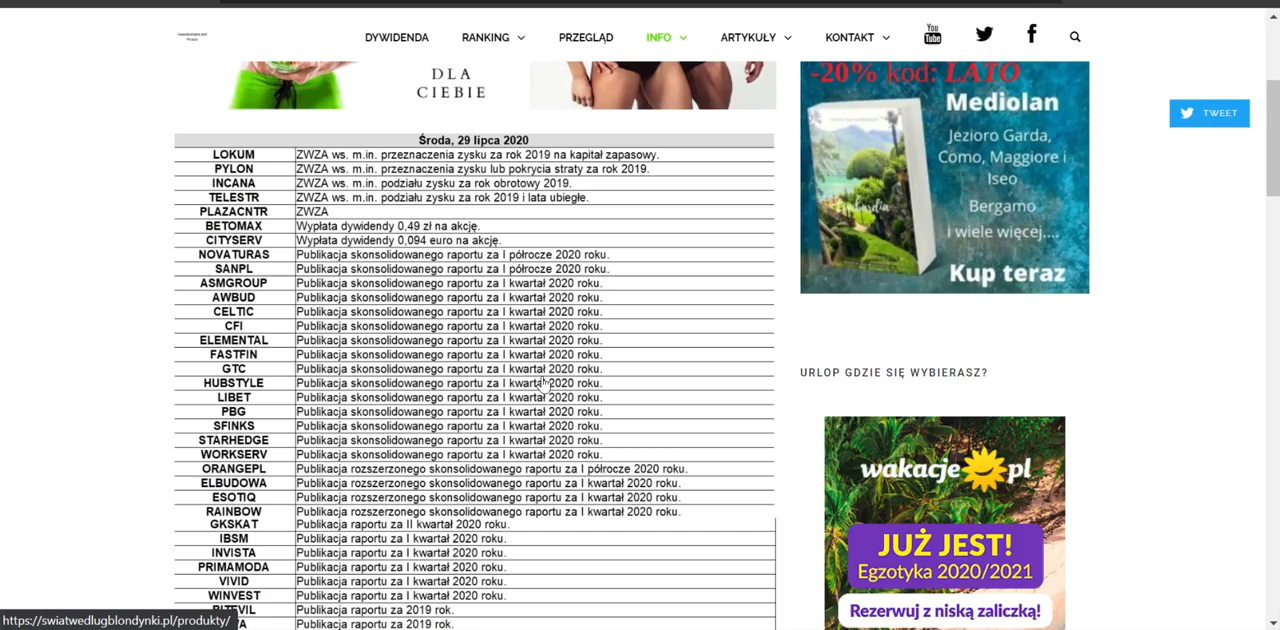 DYWIDENDA RANKING PRZEGLĄD INFO ARTYKUŁY KONTAKT You Tube
DLA
CIEBIE
-20% kod: LATO
Mediolan
Jezioro Garda,
Como, Maggiore i
Iseo
Bergamo
i wiele więcej....
Kup teraz
Lombardia
TWEET
Środa, 29 lipca 2020
LOKUM ZWZA ws. m.in. przeznaczenia zysku za rok 2019 na kapitał zapasowy.
PYLON ZWZA ws. m.in. przeznaczenia zysku lub pokrycia straty za rok 2019.
INCANA ZWZA ws. m.in. podziału zysku za rok obrotowy 2019.
TELESTR ZWZA ws. m.in. podziału zysku za rok 2019 i lata ubiegłe.
PLAZACNTR ZWZA
BETOMAX Wypłata dywidendy 0,49 zł na akcję.
CITYSERV Wypłata dywidendy 0,094 euro na akcję.
NOVATURAS Publikacja skonsolidowanego raportu za I półrocze 2020 roku.
SANPL Publikacja skonsolidowanego raportu za I półrocze 2020 roku.
ASMGROUP Publikacja skonsolidowanego raportu za I kwartał 2020 roku.
AWBUD Publikacja skonsolidowanego raportu za I kwartał 2020 roku.
CELTIC Publikacja skonsolidowanego raportu za I kwartał 2020 roku.
CFI Publikacja skonsolidowanego raportu za I kwartał 2020 roku.
ELEMENTAL Publikacja skonsolidowanego raportu za I kwartał 2020 roku.
FASTFIN Publikacja skonsolidowanego raportu za I kwartał 2020 roku.
GTC Publikacja skonsolidowanego raportu za I kwartał 2020 roku.
HUBSTYLE Publikacja skonsolidowanego raportu za I kwartał 2020 roku.
LIBET Publikacja skonsolidowanego raportu za I kwartał 2020 roku.
PBG Publikacja skonsolidowanego raportu za I kwartał 2020 roku.
SFINKS Publikacja skonsolidowanego raportu za I kwartał 2020 roku.
STARHEDGE Publikacja skonsolidowanego raportu za I kwartał 2020 roku.
WORKSERV Publikacja skonsolidowanego raportu za I kwartał 2020 roku.
ORANGEPL Publikacja rozszerzonego skonsolidowanego raportu za I półrocze 2020 roku.
ELBUDOWA Publikacja rozszerzonego skonsolidowanego raportu za I kwartał 2020 roku.
ESOTIQ Publikacja rozszerzonego skonsolidowanego raportu za I kwartał 2020 roku.
RAINBOW Publikacja rozszerzonego skonsolidowanego raportu za I kwartał 2020 roku.
GKSKAT Publikacja raportu za II kwartał 2020 roku.
IBSM Publikacja raportu za I kwartał 2020 roku.
INVISTA Publikacja raportu za I kwartał 2020 roku.
PRIMAMODA Publikacja raportu za I kwartał 2020 roku.
VIVID Publikacja raportu za I kwartał 2020 roku.
WINVEST Publikacja raportu za I kwartał 2020 roku.
Publikacja raportu za 2019 rok.
Publikacja raportu za 2019 rok.
URLOP GDZIE SIĘ WYBIERASZ?
wakacje pl
JUŻ JEST!
Egzotyka 2020/2021
Rezerwuj z niską zaliczką!
https://swiatwedlugblondynki.pl/produkty/